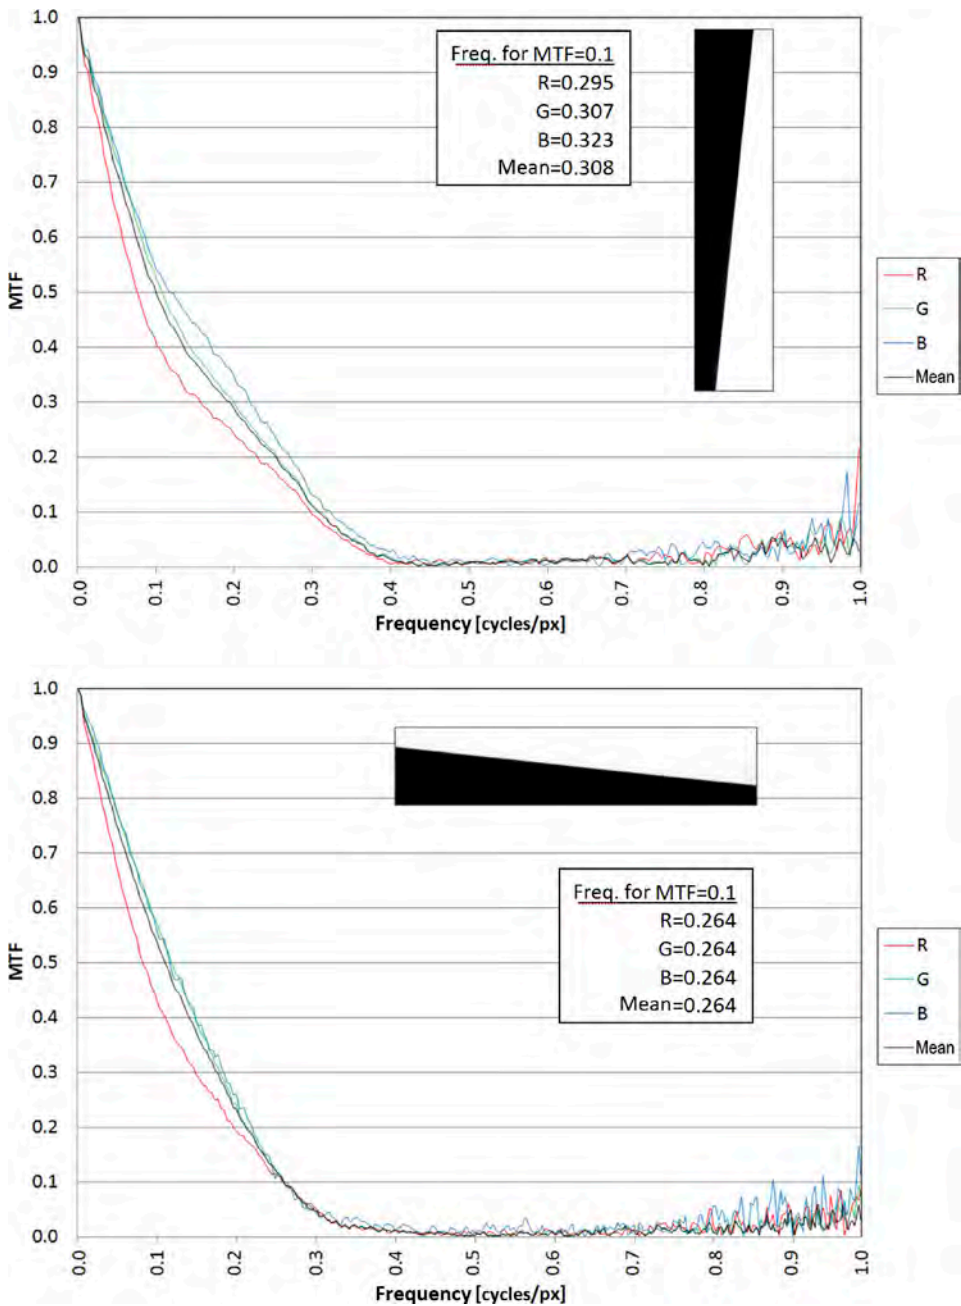 1.0
0.9
0.8
0.7
0.6
0.5
0.4
0.3
0.2
0.1
0.0
MTF
Freq. for MTF=0.1
R=0.295
G=0.307
B=0.323
Mean=0.308
R
G
B
Mean
0.0
0.1
0.2
0.3
0.4
0.5
0.6
0.7
0.8
0.9
1.0
Frequency [cycles/px]
1.0
0.9
0.8
0.7
0.6
0.5
0.4
0.3
0.2
0.1
0.0
MTF
Freq. for MTF=0.1
R=0.264
G=0.264
B=0.264
Mean=0.264
R
G
B
Mean
0.0
0.1
0.2
0.3
0.4
0.5
0.6
0.7
0.8
0.9
1.0
Frequency [cycles/px]